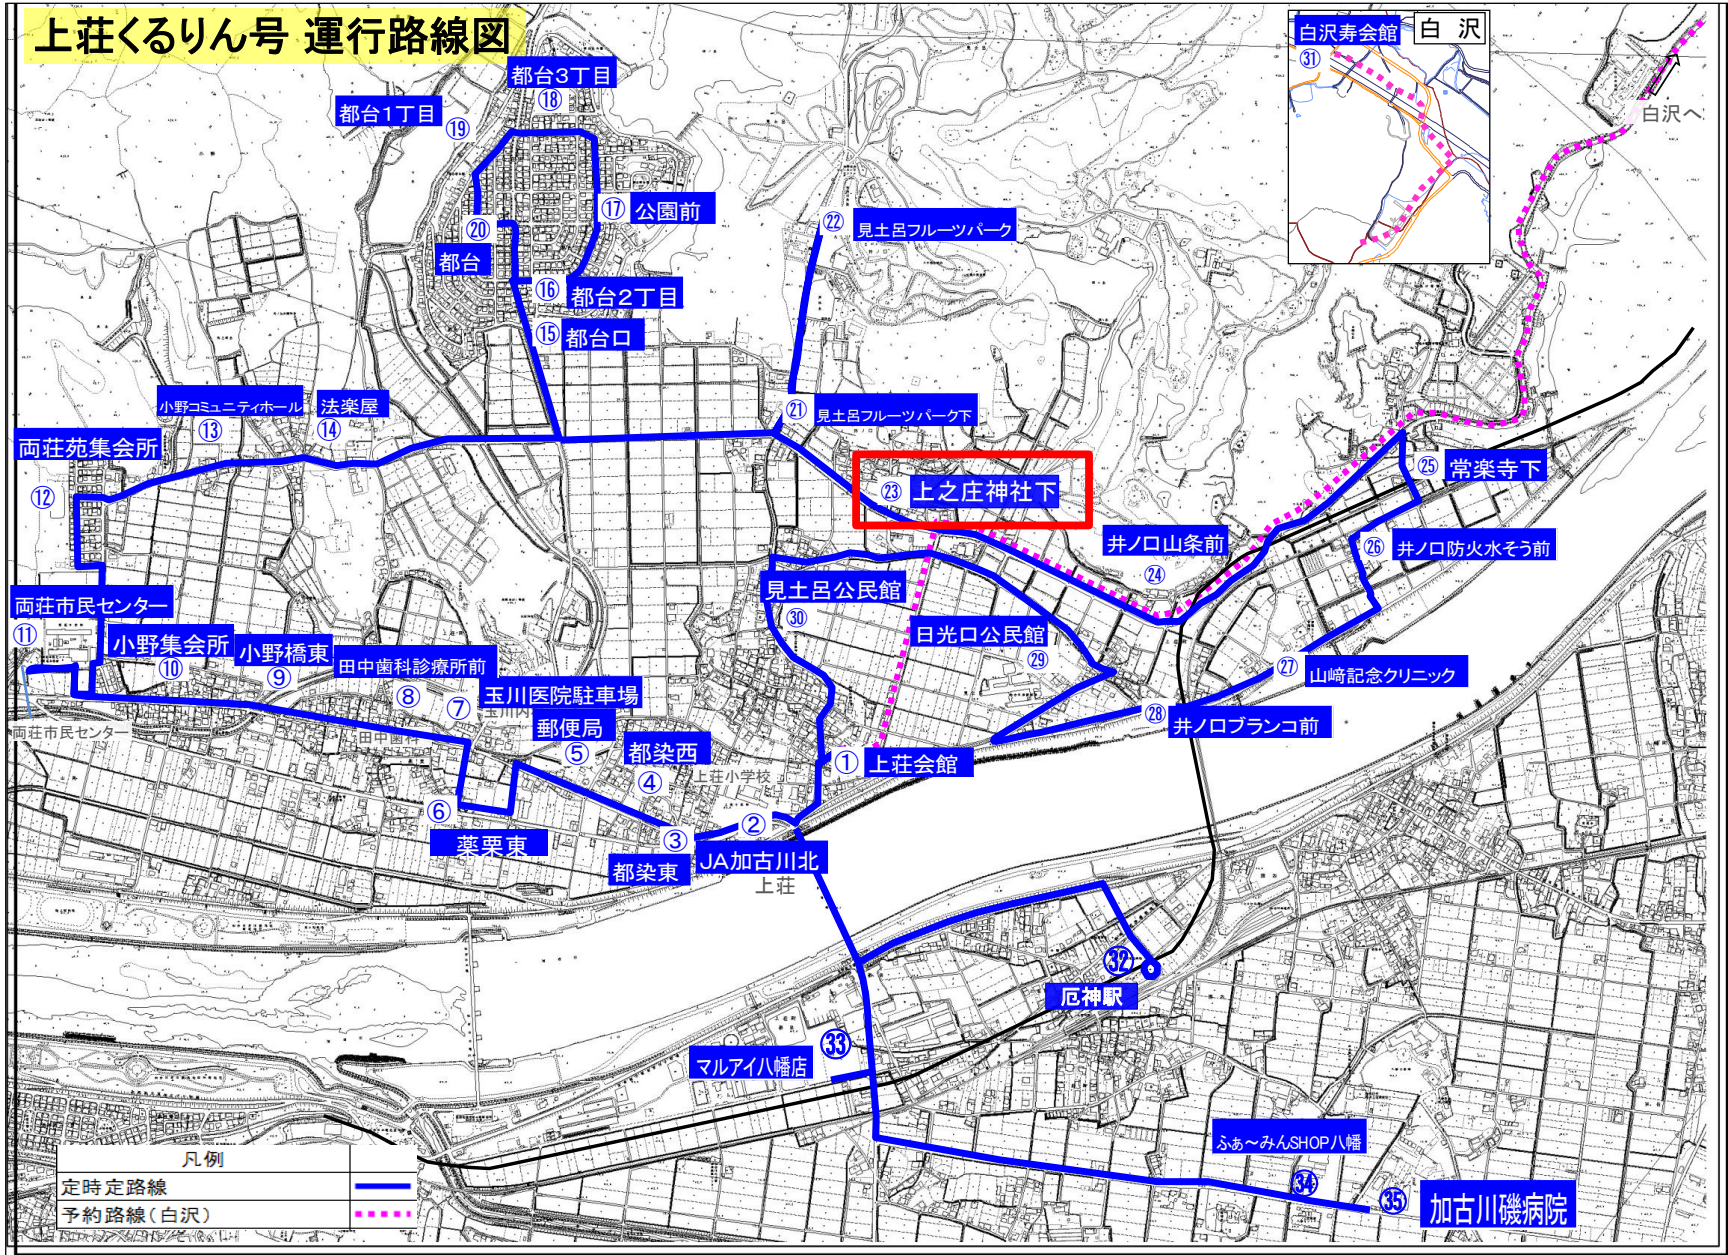 上荘くるりん号 運行路線図
白沢寿会館
白 沢
㉛
都台3丁目
⑱
都台1丁目
⑲
白沢へ
⑰ 公園前
⑳
都台
㉒ 見土呂フルーツパーク
⑯ 都台2丁目
⑮ 都台口
小野コミュニティホール
⑬
法楽屋
⑭
㉑ 見土呂フルーツパーク下
両荘苑集会所
⑫
㉓ 上之庄神社下
㉕ 常楽寺下
井ノロ山条前
㉔
㉖ 井ノロ防火水そう前
見土呂公民館
㉚
両荘市民センター
⑪
小野集会所
⑩
小野橋東
⑨
日光口公民館
㉙
田中歯科診療所前
⑧
㉗ 山﨑記念クリニック
⑦ 玉川医院駐車場
玉川内
郵便局
⑤
㉘ 井ノロブランコ前
両荘市民センター
田中歯科
都染西
④
上荘小学校
① 上荘会館
⑥
薬栗東
③
都染東
②
JA加古川北
上荘
㉜
厄神駅
㉝
マルアイ八幡店
ふぁ～みんSHOP八幡
㉞
㉟ 加古川磯病院
凡例
定時定路線
予約路線(白沢)